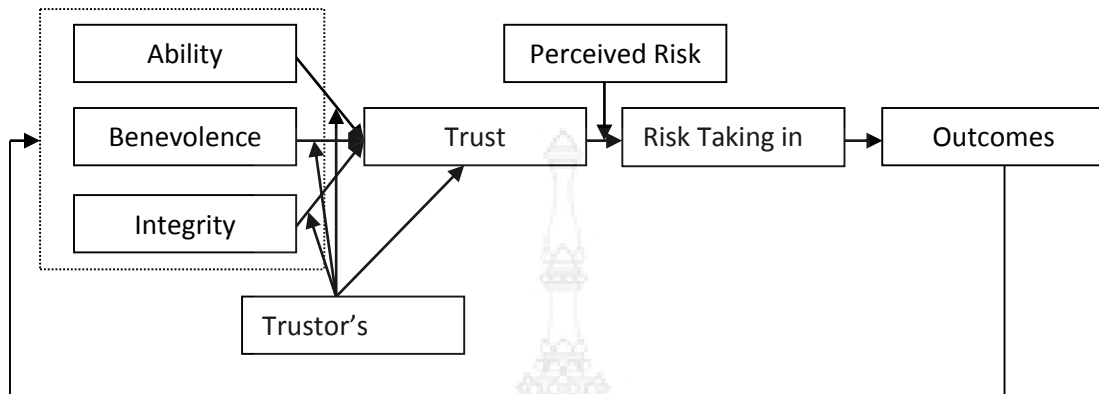 Ability
Perceived Risk
Benevolence
Trust
Risk Taking in
Outcomes
Integrity
Trustor’s